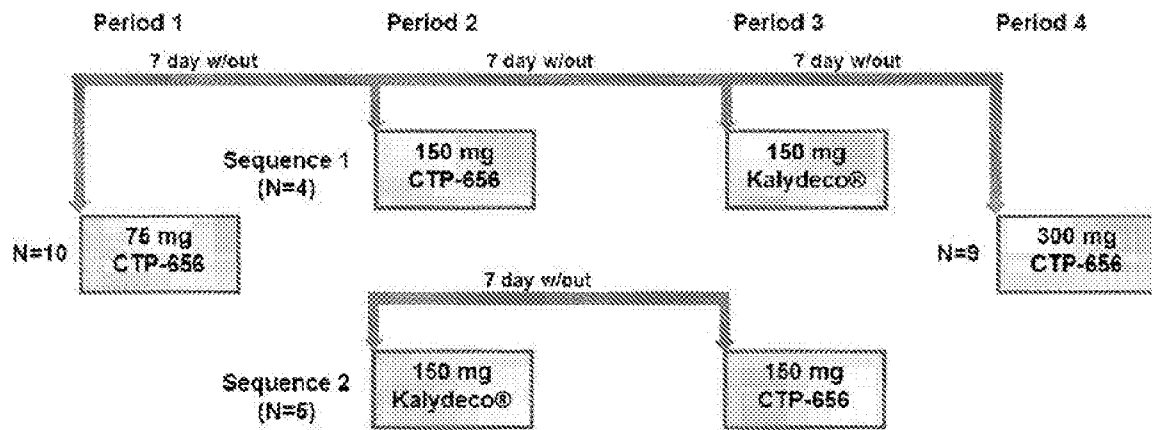 Period 1 Period 2 Period 3 Period 4
7 day w/out 7 day w/out 7 day w/out
Sequence 1
(N=4)
150 mg
CTP-656
150 mg
Kalydeco®
N=10
75 mg
CTP-656
N=9
300 mg
CTP-656
7 day w/out
Sequence 2
(N=5)
150 mg
Kalydeco®
150 mg
CTP-656